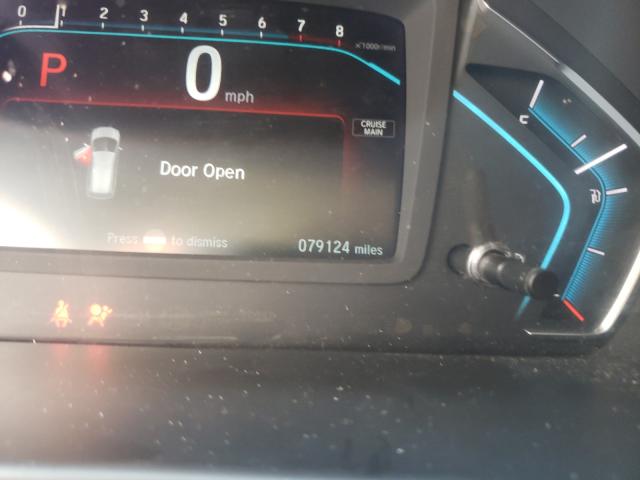 0 1 2 3 4 5 6 7 8
x1000r/min
P 0 mph
CRUISE
MAIN
Door Open
Press to dismiss
079124 miles